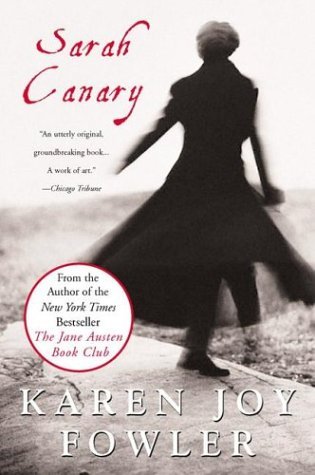 Sarah
Canary
"An utterly original,
groundbreaking book...
A work of art."
—Chicago Tribune
From the
Author of the
New York Times
Bestseller
The Jane Austen
Book Club
KAREN JOY
FOWLER